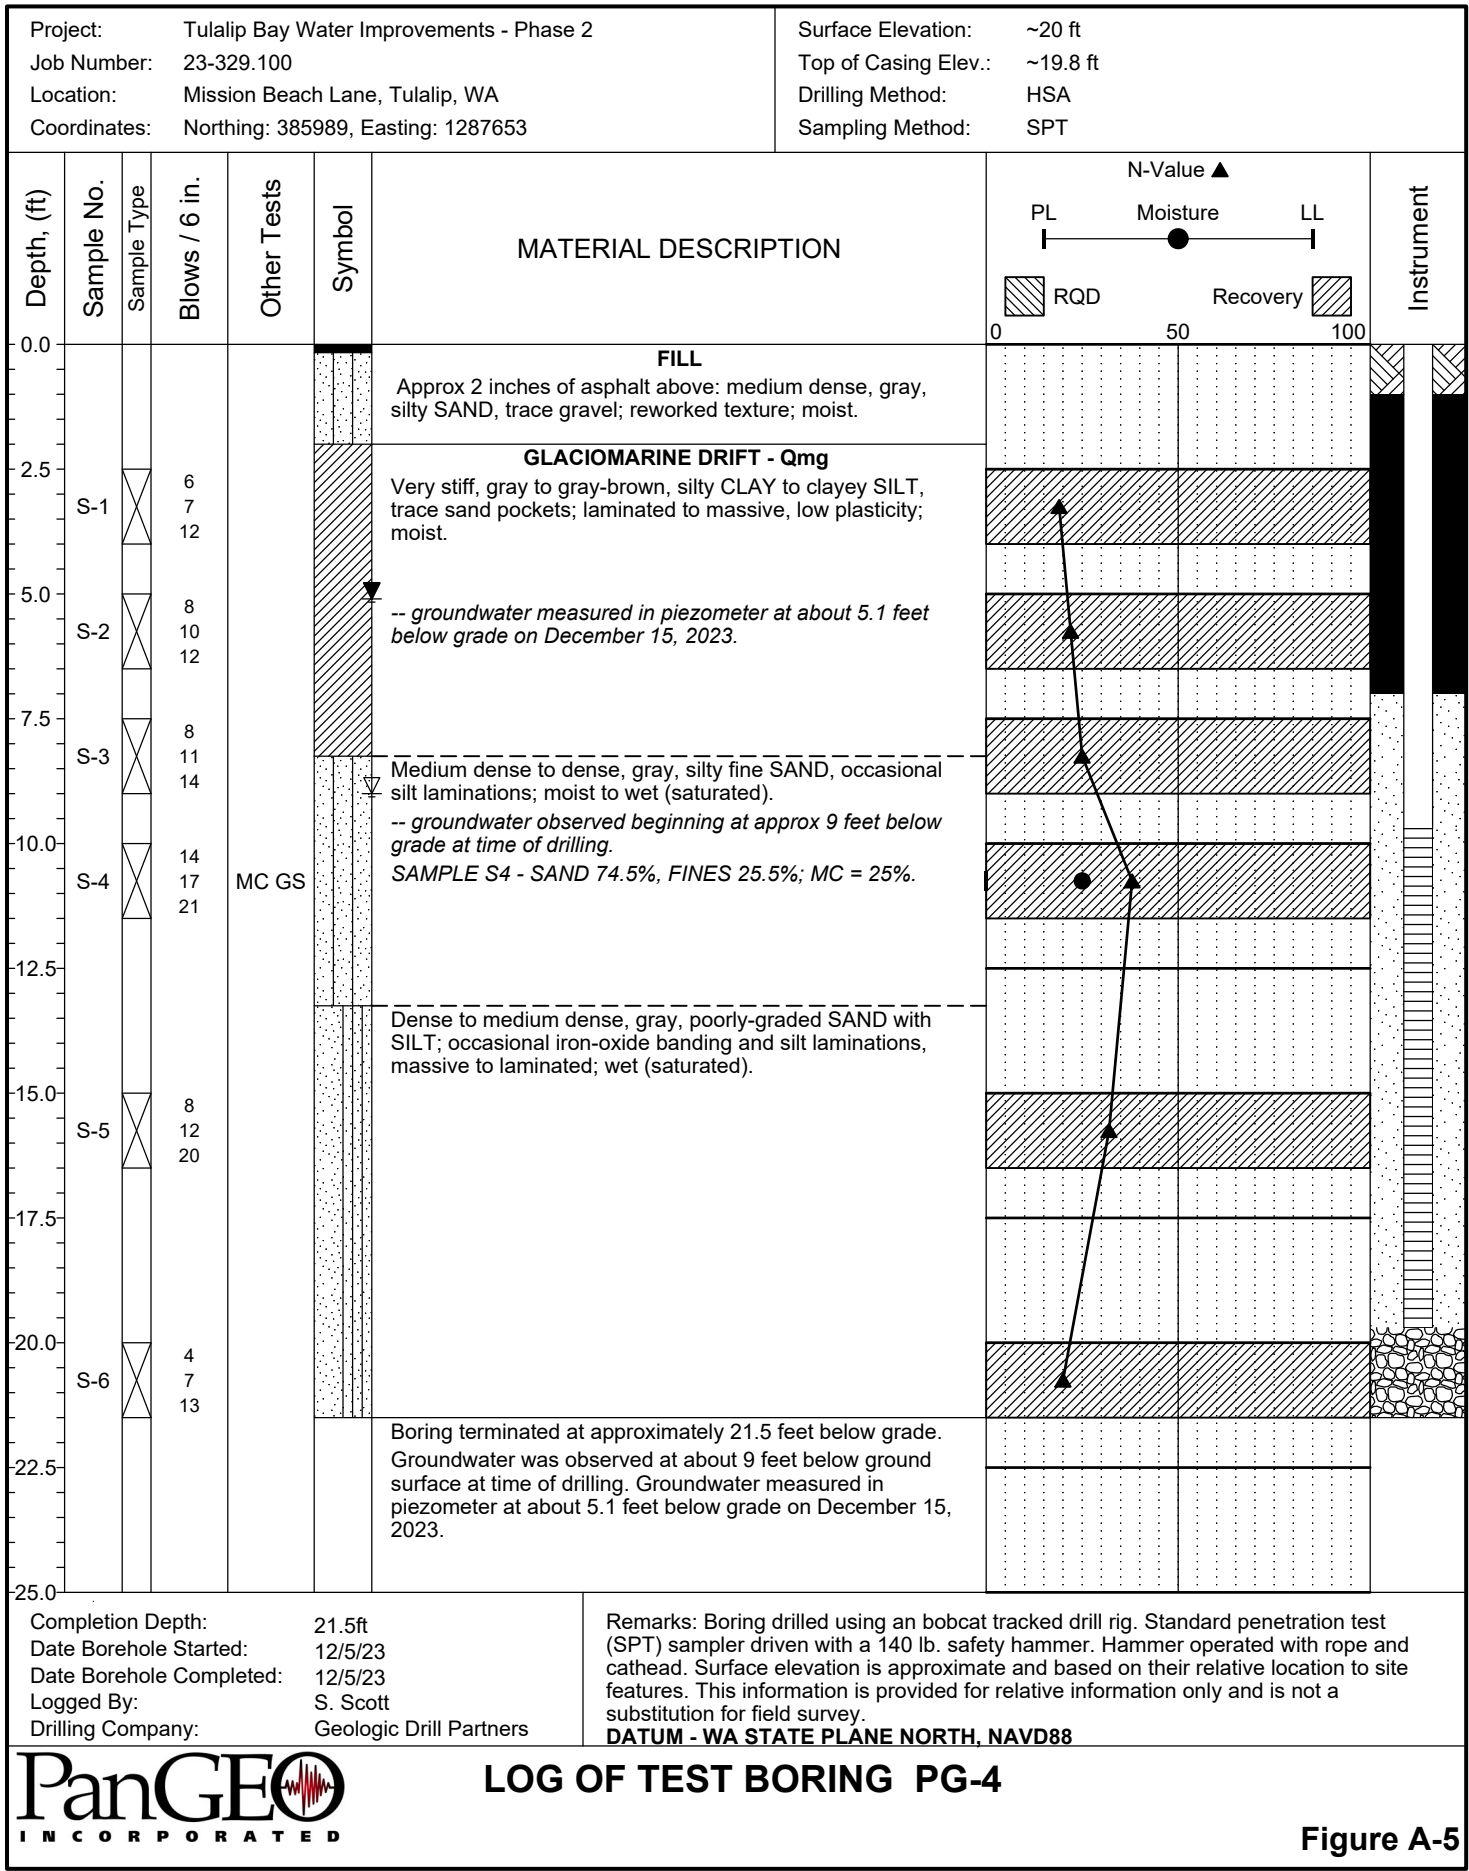 Project: Tulalip Bay Water Improvements - Phase 2
Job Number: 23-329.100
Location: Mission Beach Lane, Tulalip, WA
Coordinates: Northing: 385989, Easting: 1287653
Surface Elevation: ~20 ft
Top of Casing Elev.: ~19.8 ft
Drilling Method: HSA
Sampling Method: SPT
Depth, (ft)
Sample No.
Sample Type
Blows / 6 in.
Other Tests
Symbol
MATERIAL DESCRIPTION
N-Value
PL Moisture LL
RQD Recovery
0 50 100
Instrument
0.0
FILL
Approx 2 inches of asphalt above: medium dense, gray,
silty SAND, trace gravel; reworked texture; moist.
GLACIOMARINE DRIFT - Qmg
2.5
S-1
6
7
12
Very stiff, gray to gray-brown, silty CLAY to clayey SILT,
trace sand pockets; laminated to massive, low plasticity;
moist.
5.0
S-2
8
10
12
-- groundwater measured in piezometer at about 5.1 feet
below grade on December 15, 2023.
7.5
S-3
8
11
14
Medium dense to dense, gray, silty fine SAND, occasional
silt laminations; moist to wet (saturated).
-- groundwater observed beginning at approx 9 feet below
grade at time of drilling.
SAMPLE S4 - SAND 74.5%, FINES 25.5%; MC = 25%.
10.0
S-4
14
17
21
MC GS
12.5
Dense to medium dense, gray, poorly-graded SAND with
SILT; occasional iron-oxide banding and silt laminations,
massive to laminated; wet (saturated).
15.0
S-5
8
12
20
17.5
20.0
S-6
4
7
13
Boring terminated at approximately 21.5 feet below grade.
Groundwater was observed at about 9 feet below ground
surface at time of drilling. Groundwater measured in
piezometer at about 5.1 feet below grade on December 15,
2023.
22.5
25.0
Completion Depth: 21.5ft
Date Borehole Started: 12/5/23
Date Borehole Completed: 12/5/23
Logged By: S. Scott
Drilling Company: Geologic Drill Partners
Remarks: Boring drilled using an bobcat tracked drill rig. Standard penetration test
(SPT) sampler driven with a 140 lb. safety hammer. Hammer operated with rope and
cathead. Surface elevation is approximate and based on their relative location to site
features. This information is provided for relative information only and is not a
substitution for field survey.
DATUM - WA STATE PLANE NORTH, NAVD88
PanGEO
INCORPORATED
LOG OF TEST BORING PG-4
Figure A-5